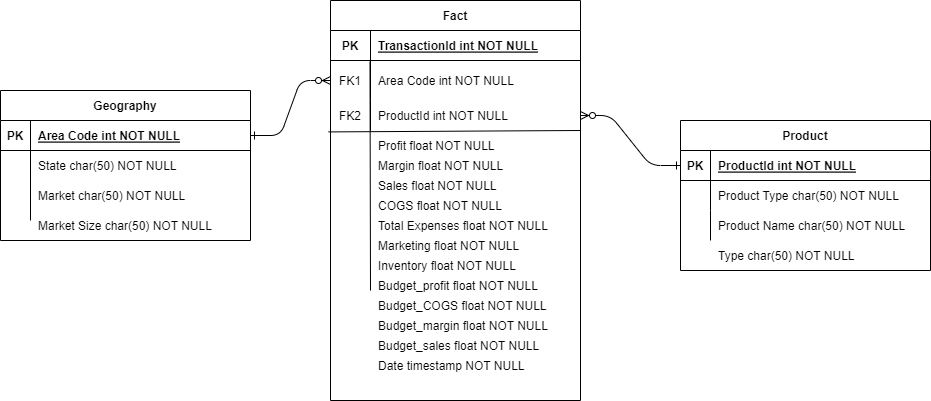 Fact
PK TransactionId int NOT NULL
FK1 Area Code int NOT NULL
FK2 ProductId int NOT NULL
Profit float NOT NULL
Margin float NOT NULL
Sales float NOT NULL
COGS float NOT NULL
Total Expenses float NOT NULL
Marketing float NOT NULL
Inventory float NOT NULL
Budget_profit float NOT NULL
Budget_COGS float NOT NULL
Budget_margin float NOT NULL
Budget_sales float NOT NULL
Date timestamp NOT NULL
Geography
PK Area Code int NOT NULL
State char(50) NOT NULL
Market char(50) NOT NULL
Market Size char(50) NOT NULL
Product
PK ProductId int NOT NULL
Product Type char(50) NOT NULL
Product Name char(50) NOT NULL
Type char(50) NOT NULL